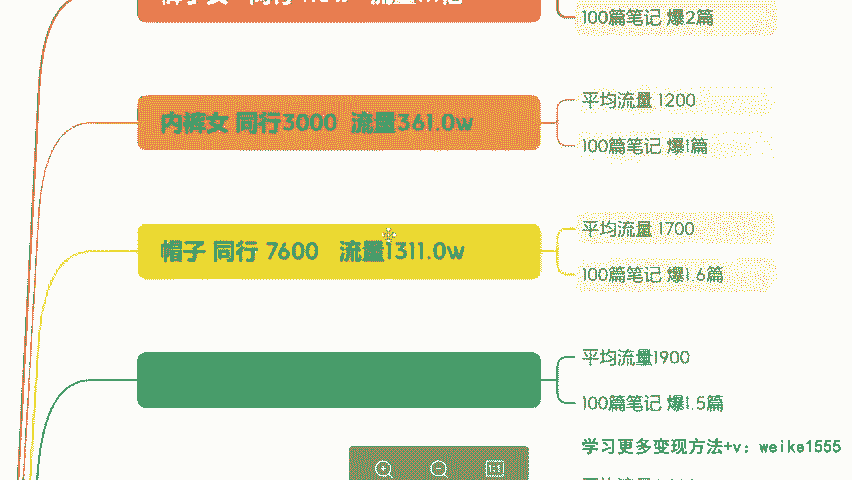 100篇笔记 爆2篇
内裤女 同行3000 流量361.0w
平均流量 1200
100篇笔记 爆1篇
帽子 同行 7600 流量1311.0w
平均流量 1700
100篇笔记 爆1.6篇
平均流量1900
100篇笔记 爆1.5篇
学习更多变现方法+v：weike1555